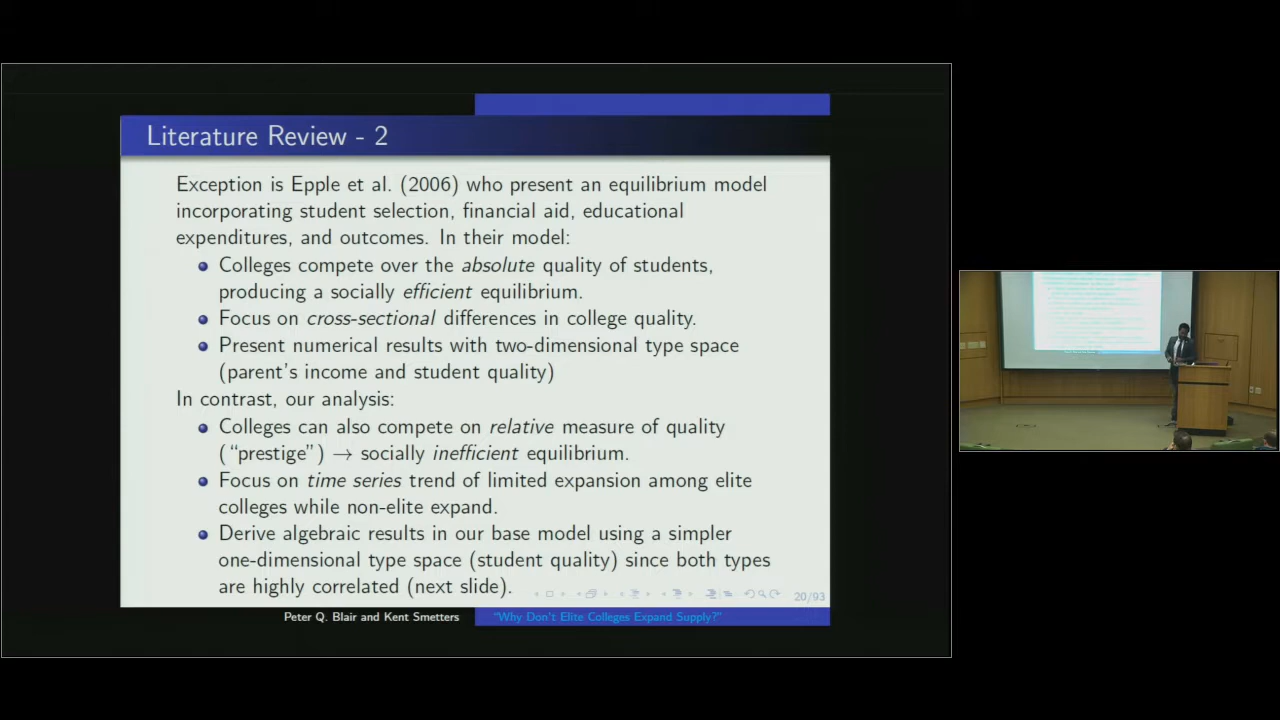 Literature Review - 2
Exception is Epple et al. (2006) who present an equilibrium model
incorporating student selection, financial aid, educational
expenditures, and outcomes. In their model:
Colleges compete over the absolute quality of students,
producing a socially efficient equilibrium.
Focus on cross-sectional differences in college quality.
Present numerical results with two-dimensional type space
(parent's income and student quality)
In contrast, our analysis:
Colleges can also compete on relative measure of quality
("prestige") → socially inefficient equilibrium.
Focus on time series trend of limited expansion among elite
colleges while non-elite expand.
Derive algebraic results in our base model using a simpler
one-dimensional type space (student quality) since both types
are highly correlated (next slide).
20/93
Peter Q. Blair and Kent Smetters
"Why Don't Elite Colleges Expand Supply?"